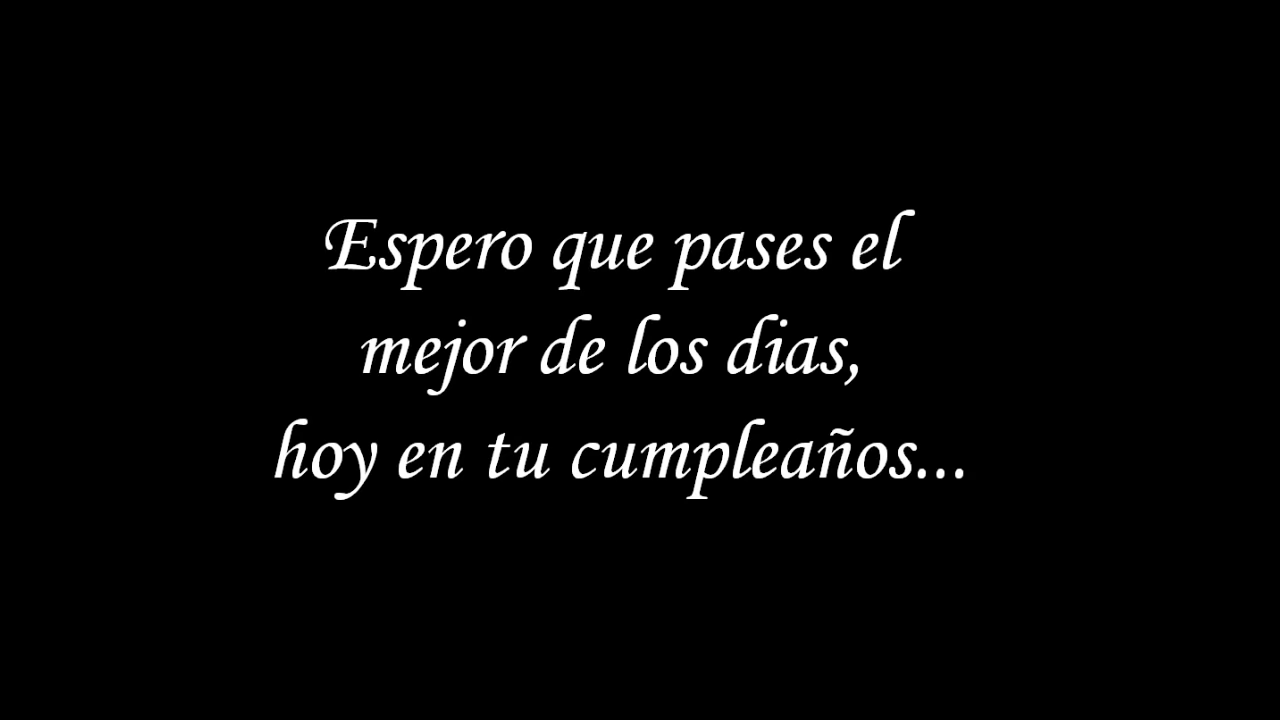 Espero que pases el
mejor de los dias,
hoy en tu cumpleaños...